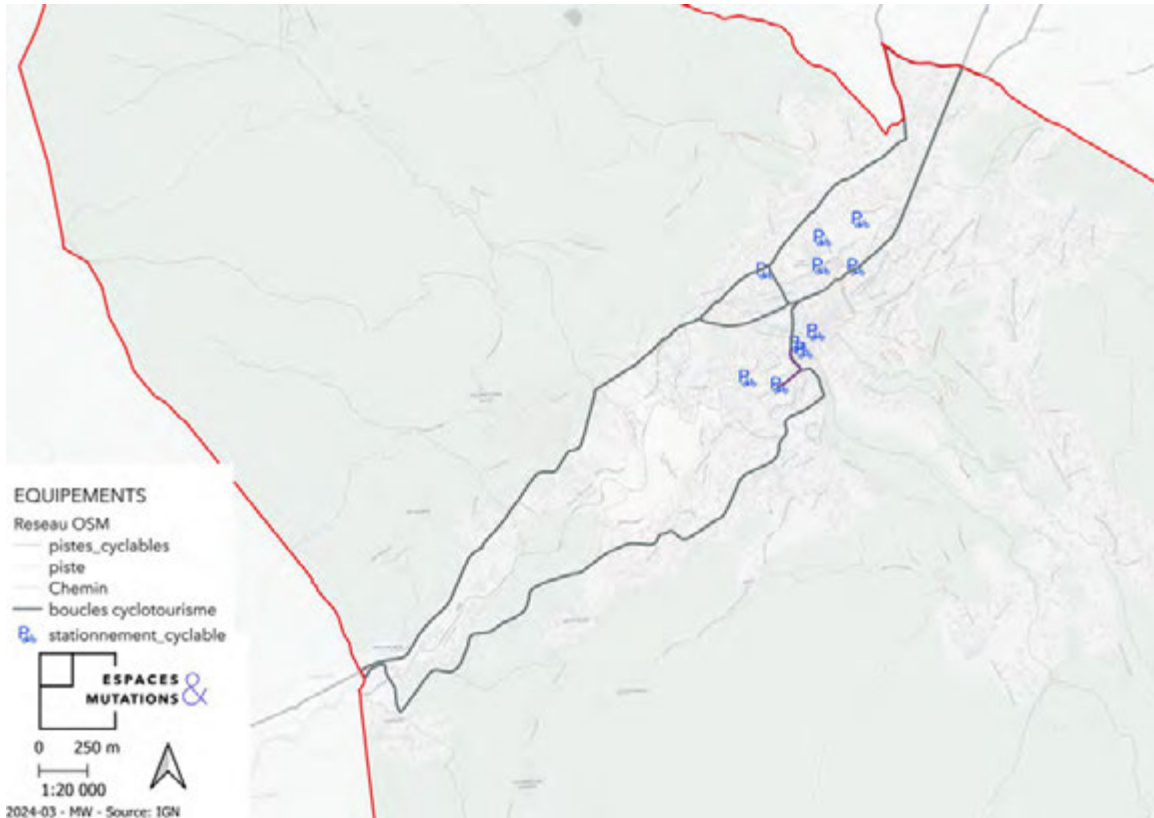 EQUIPEMENTS
Reseau OSM
pistes_cyclables
piste
Chemin
boucles cyclotourisme
stationnement_cyclable
ESPACES &
MUTATIONS
0 250 m
1:20 000
2024-03 - MW - Source: IGN